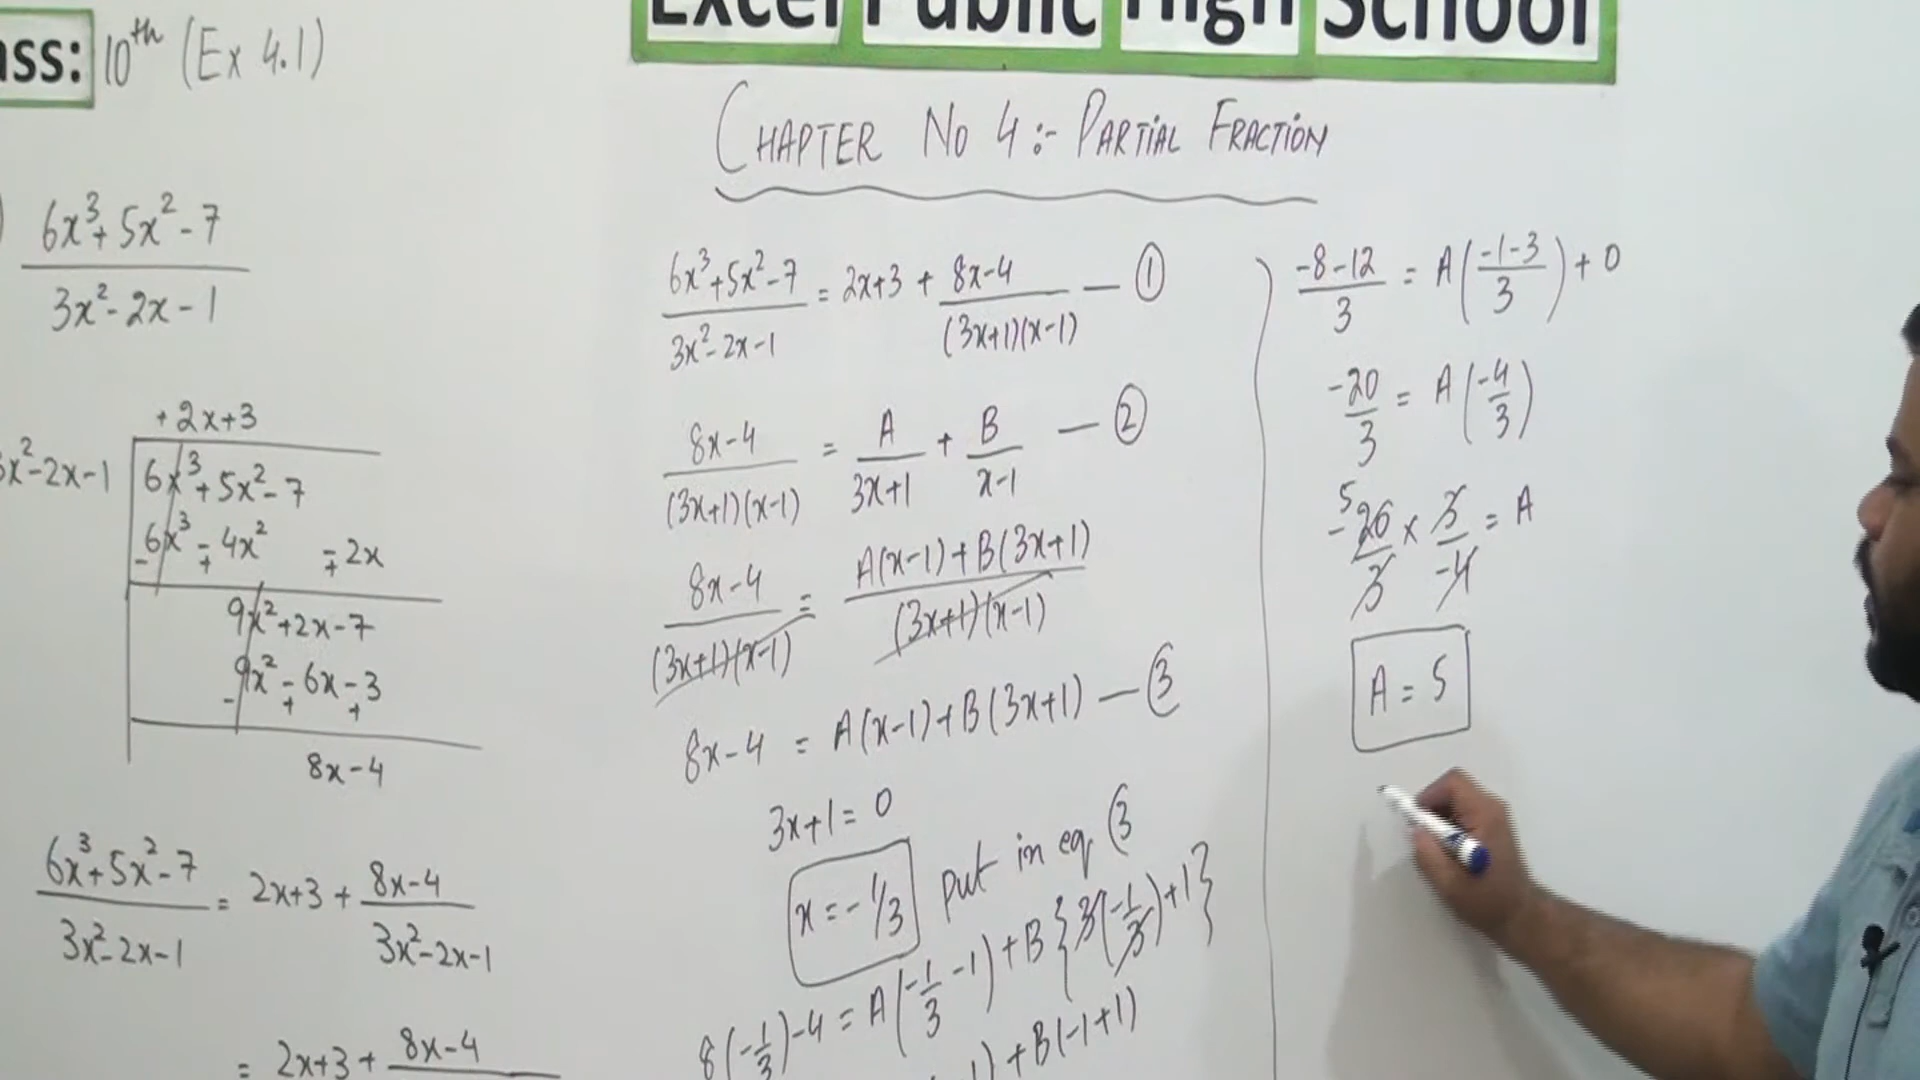 Excel Public High School
ass: 10th (Ex 4.1)
CHAPTER NO 4:- PARTIAL FRACTION
6x³+5x²-7
3x²-2x-1
+2x+3
x²-2x-1 6x³+5x²-7
6x³-4x² =2x
- + +
9x²+2x-7
9x²-6x-3
- + +
8x-4
6x³+5x²-7 = 2x+3 + 8x-4
3x²-2x-1 3x²-2x-1
= 2x+3 + 8x-4
6x³+5x²-7 = 2x+3 + 8x-4 — ①
3x²-2x-1 (3x+1)(x-1)
8x-4 = A + B — ②
(3x+1)(x-1) 3x+1 x-1
8x-4 = A(x-1)+B(3x+1)
(3x+1)(x-1) (3x+1)(x-1)
8x-4 = A(x-1)+B(3x+1) — ③
3x+1=0
x=-1/3 put in eq ③
8(-1/3)-4=A(-1/3-1)+B{3(-1/3)+1}
1)+B(-1+1)
-8-12 = A(-1-3)+0
3 3
-20 = A(-4)
3 3
5
-20 x 3 = A
3 -4
A = 5